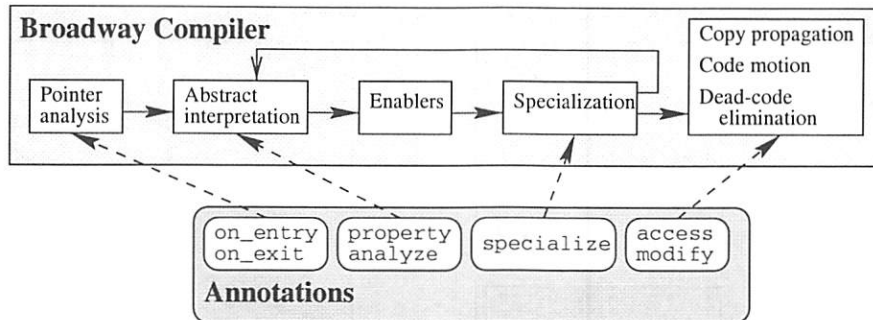 Broadway Compiler
Pointer
analysis
Abstract
interpretation
Enablers
Specialization
Copy propagation
Code motion
Dead-code
elimination
on_entry
on_exit
property
analyze
specialize
access
modify
Annotations